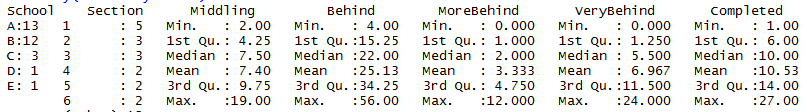 School Section Middling Behind MoreBehind VeryBehind Completed
A:13 1 : 5 Min. : 2.00 Min. : 4.00 Min. : 0.000 Min. : 0.000 Min. : 1.00
B:12 2 : 3 1st Qu.: 4.25 1st Qu.:15.25 1st Qu.: 1.000 1st Qu.: 1.250 1st Qu.: 6.00
C: 3 3 : 3 Median : 7.50 Median :22.00 Median : 2.000 Median : 5.500 Median :10.00
D: 1 4 : 2 Mean : 7.40 Mean :25.13 Mean : 3.333 Mean : 6.967 Mean :10.53
E: 1 5 : 2 3rd Qu.: 9.75 3rd Qu.:34.25 3rd Qu.: 4.750 3rd Qu.:11.500 3rd Qu.:14.00
6 : 2 Max. :19.00 Max. :56.00 Max. :12.000 Max. :24.000 Max. :27.00